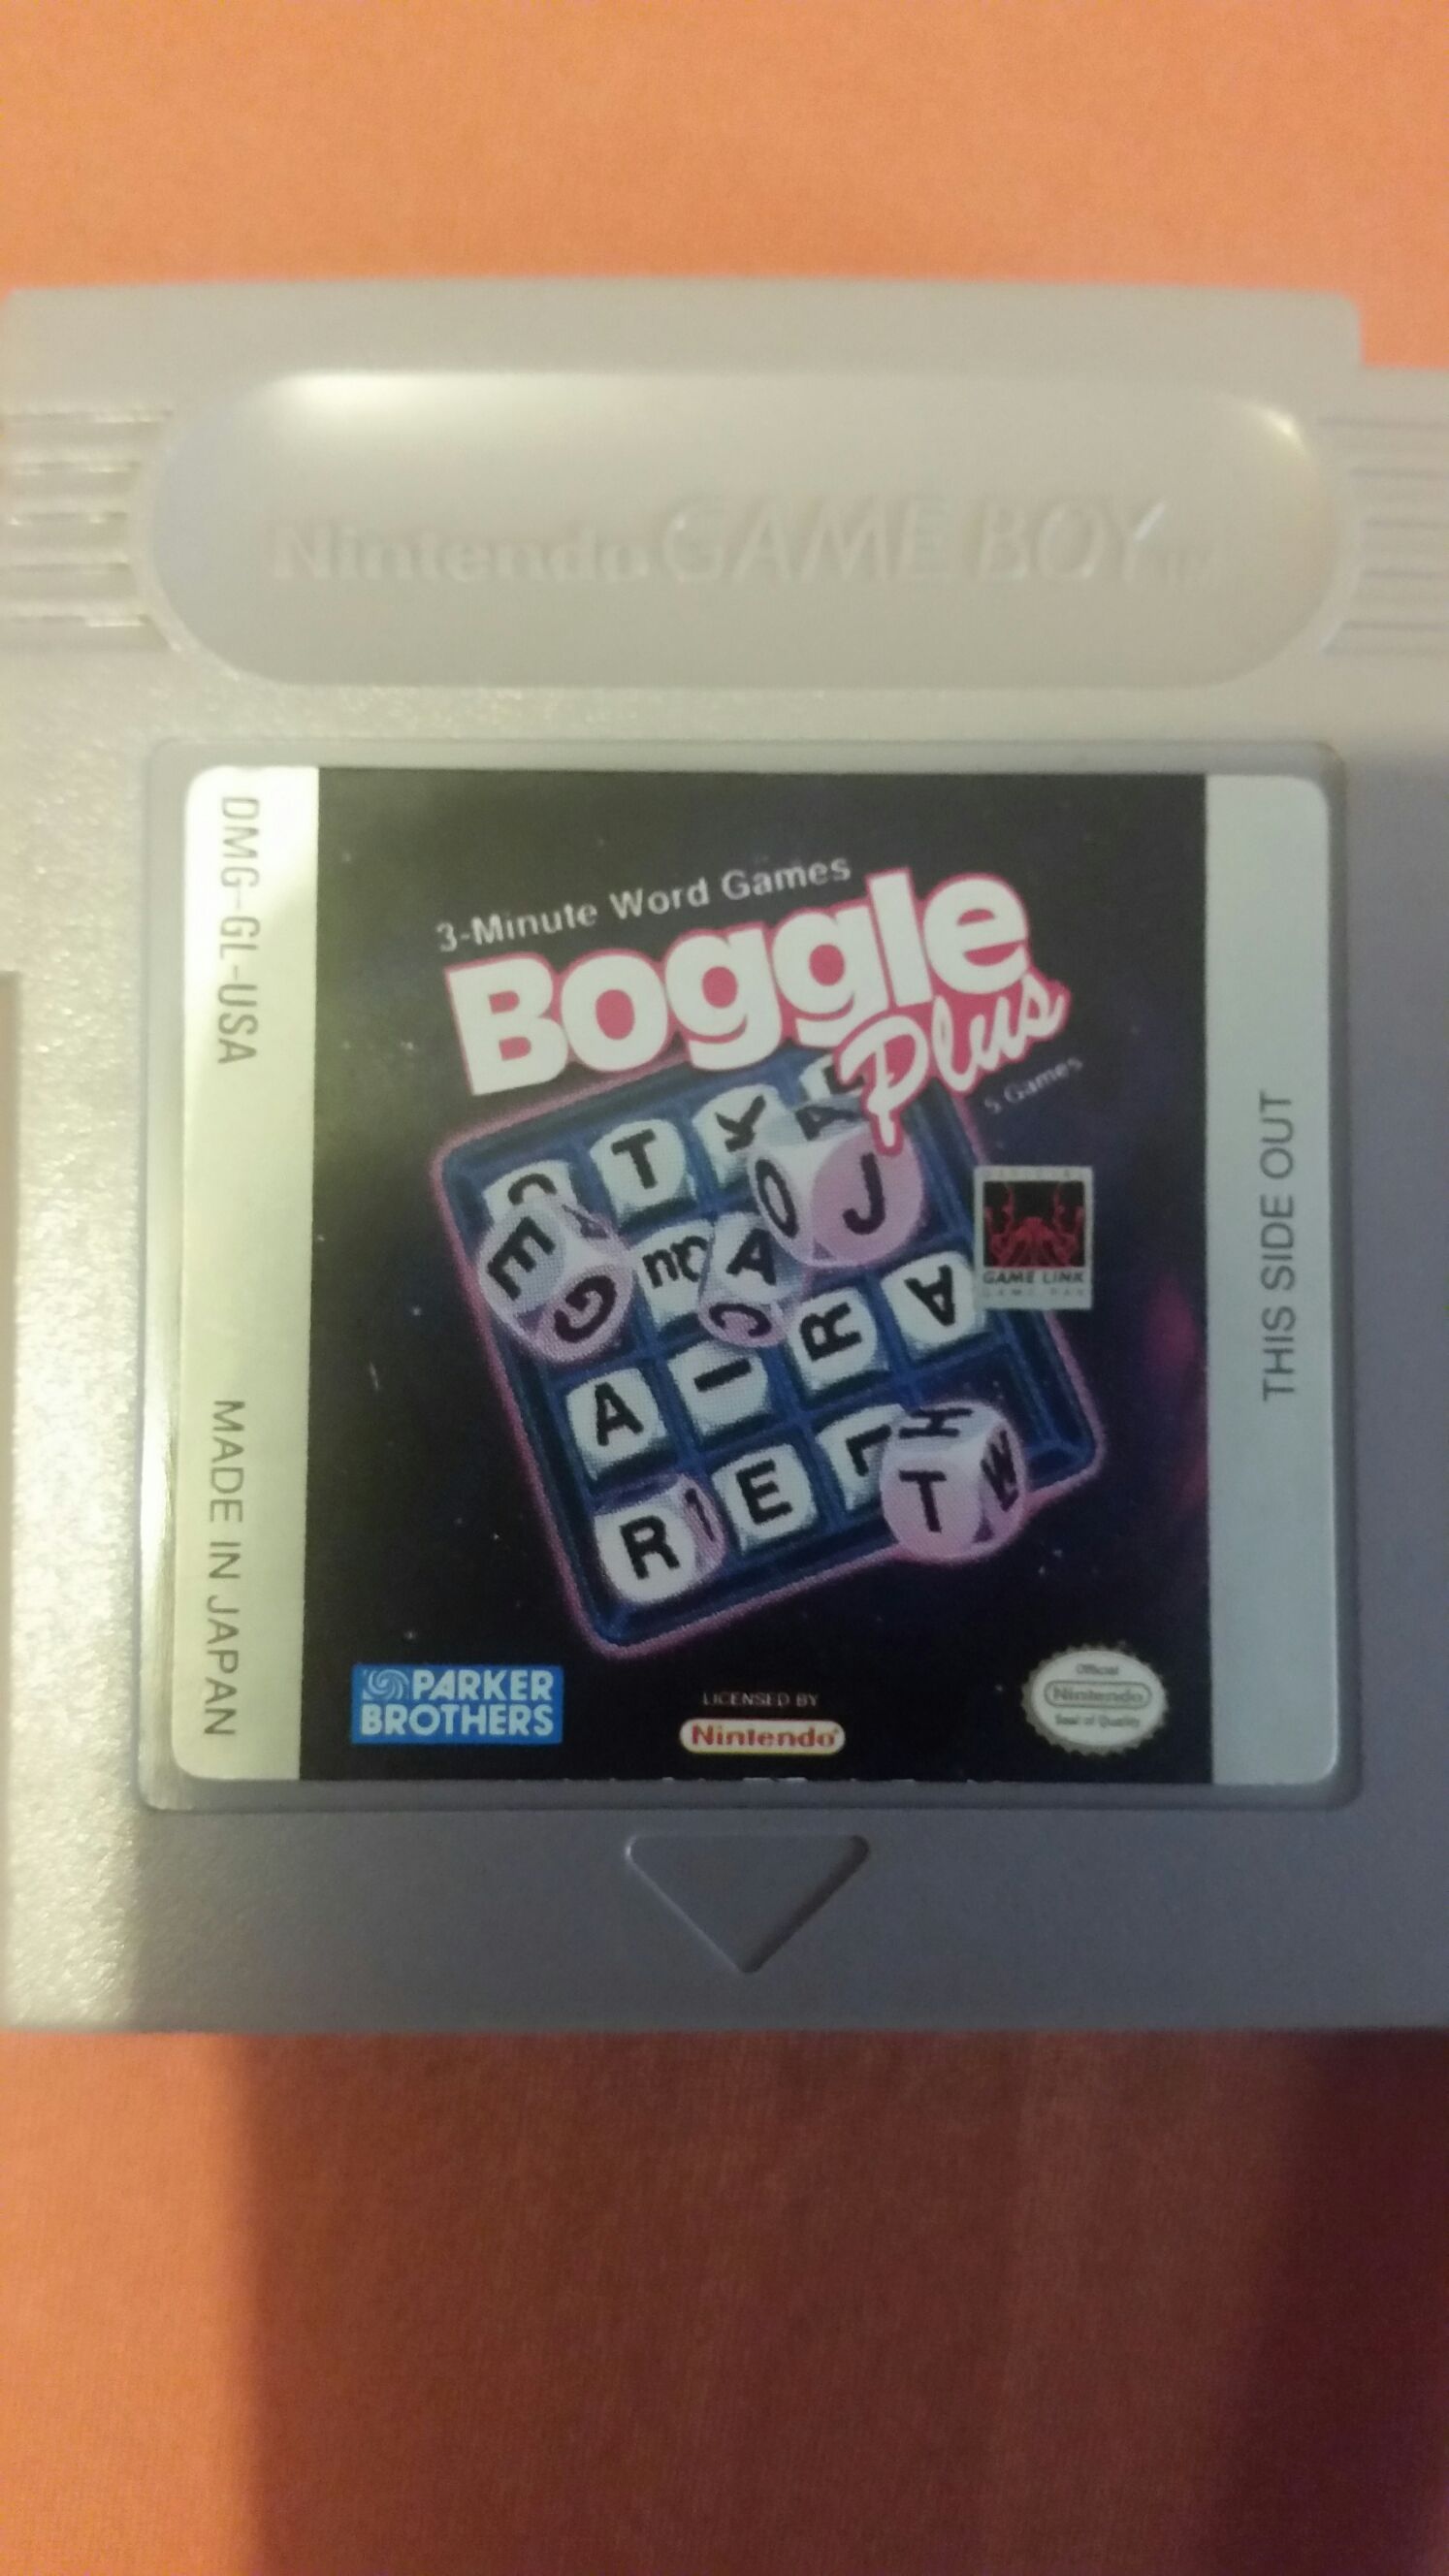 Nintendo GAME BOY TM
DMG-GL-USA
MADE IN JAPAN
3-Minute Word Games
Boggle
Plus
5 Games
T K
E G
O J
A
C
A I R A
R E
H T W
GAME LINK
THIS SIDE OUT
PARKER
BROTHERS
LICENSED BY
Nintendo
Official
Nintendo
Seal of Quality